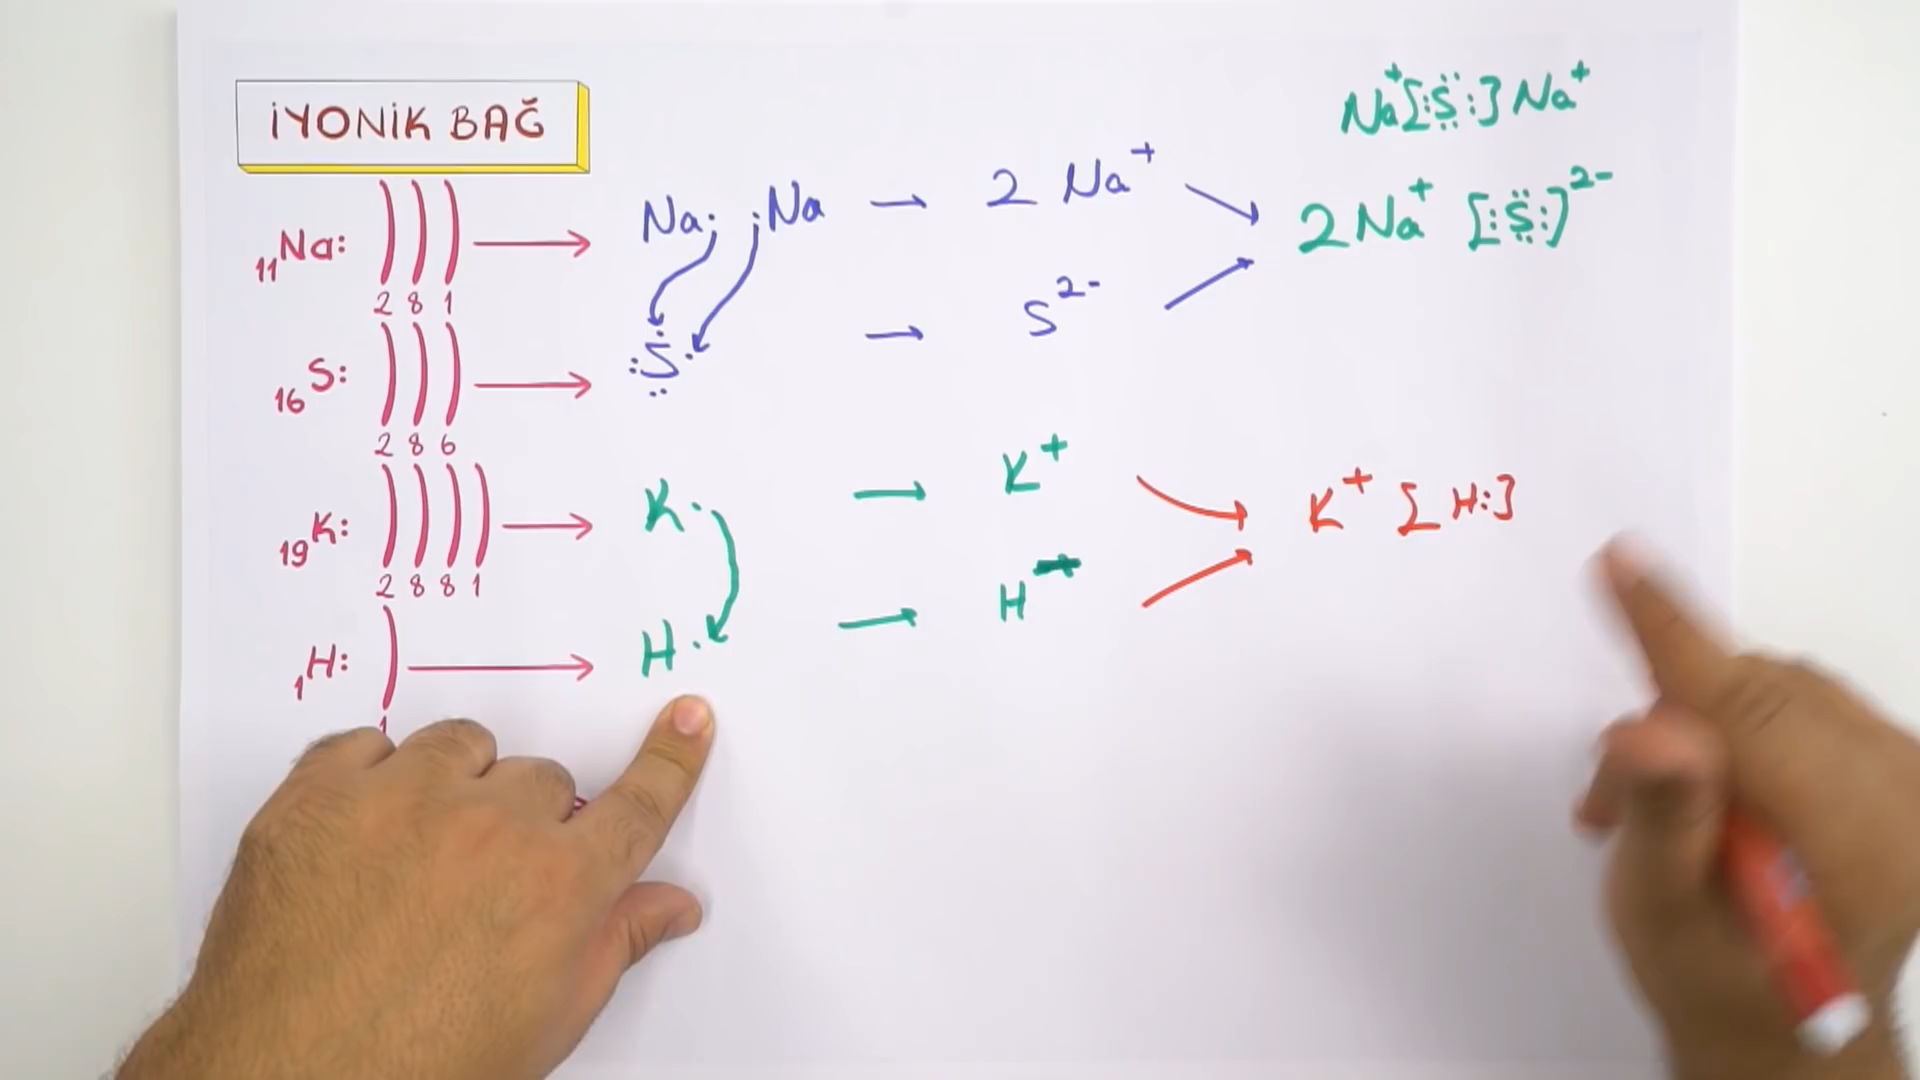 İYONİK BAĞ
Na⁺[:S̈:]Na⁺
₁₁Na: 2 8 1 → Na. .Na → 2 Na⁺ 2Na⁺ [:S̈:]²⁻
₁₆S: 2 8 6 → :S̈. → S²⁻
₁₉K: 2 8 8 1 → K. → K⁺ K⁺ [H:]
₁H: → H. → H⁻
1